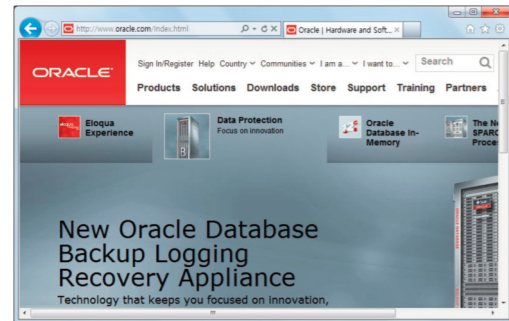 http://www.oracle.com/index.html
Oracle | Hardware and Soft...
ORACLE
Sign In/Register Help Country Communities I am a... I want to... Search
Products Solutions Downloads Store Support Training Partners
Eloqua
Experience
Data Protection
Focus on innovation
Oracle
Database In-
Memory
The Ne
SPARC
Proce
New Oracle Database
Backup Logging
Recovery Appliance
Technology that keeps you focused on innovation,